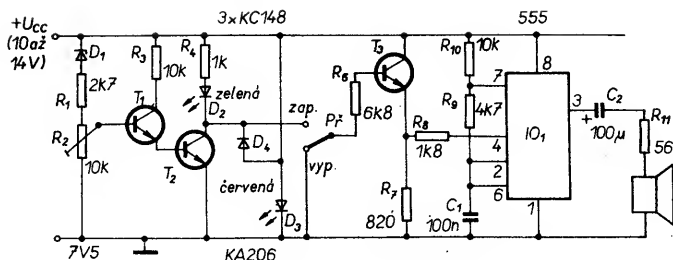 3×KC148
555
+UCC
(10až
14V)
D1
R3
10k
R4
1k
T3
R10
10k
8
R1
2k7
zelená
D2
R6
6k8
7
R9
4k7
3
C2
+
100µ
R11
56
T1
zap.
Př
R2
10k
T2
D4
vyp.
R8
1k8
4
IO1
2
6
červená
D3
R7
820
C1
100n
1
7V5
KA206